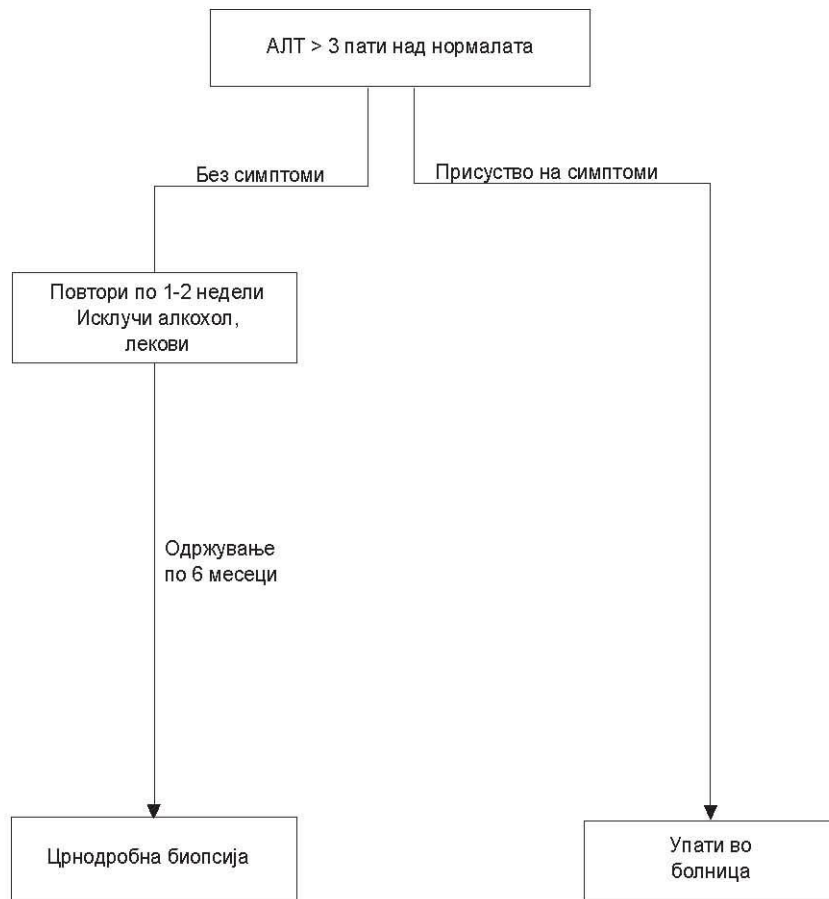 АЛТ > 3 пати над нормалата
Без симптоми
Присуство на симптоми
Повтори по 1-2 недели
Исклучи алкохол,
лекови
Одржување
по 6 месеци
Црнодробна биопсија
Упати во
болница